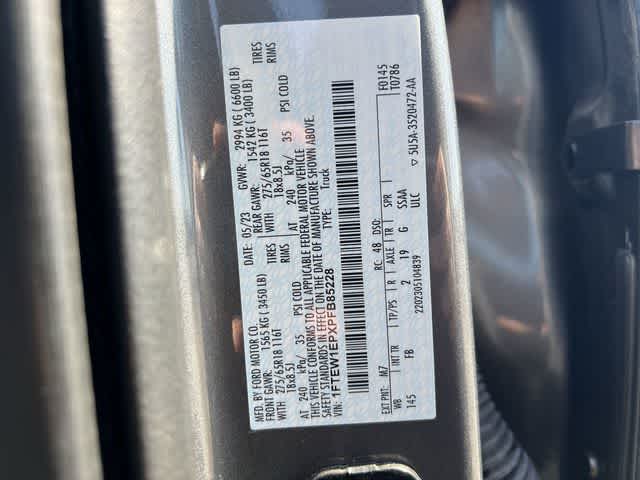 MFD. BY FORD MOTOR CO. DATE: 05/23 GVWR: 2994 KG ( 6600 LB)
FRONT GAWR: 1565 KG ( 3450 LB) REAR GAWR: 1542 KG ( 3400 LB)
WITH 275/65R18 116T TIRES WITH 275/65R18 116T TIRES
18x8.5J RIMS 18x8.5J RIMS
AT 240 kPa/ 35 PSI COLD AT 240 kPa/ 35 PSI COLD
THIS VEHICLE CONFORMS TO ALL APPLICABLE FEDERAL MOTOR VEHICLE
SAFETY STANDARDS IN EFFECT ON THE DATE OF MANUFACTURE SHOWN ABOVE.
VIN: 1FTEW1EPXPFB85228 TYPE: Truck
F0145
T0786
EXT PNT: M7 RC: 48 DSO:
WB INT TR TP/PS R AXLE TR SPR
145 FB 2 19 G SSAA
2202305104839 ULC
▽ 5U5A-3520472-AA